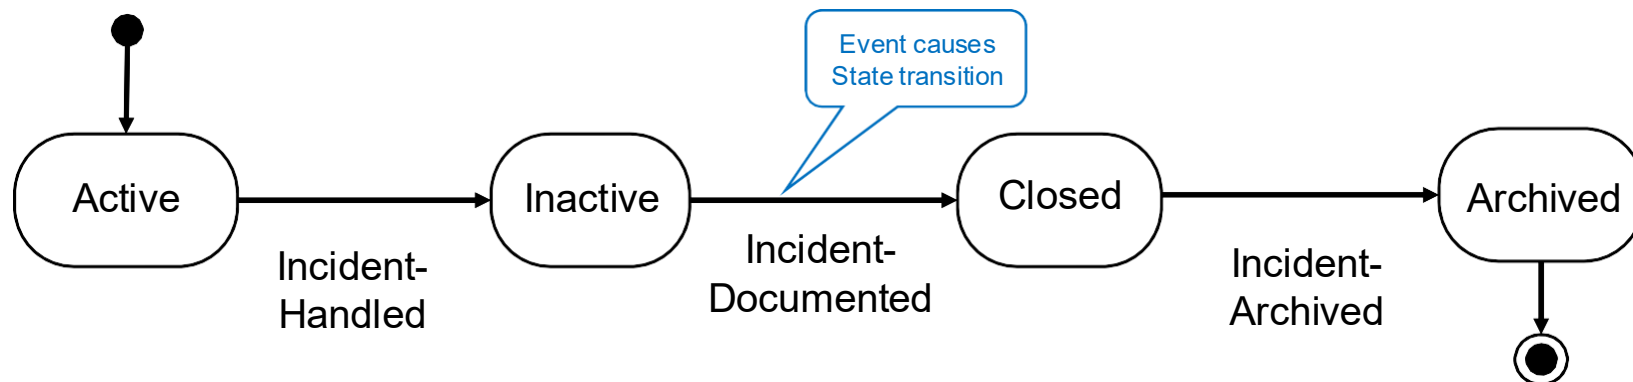 Event causes
State transition
Active
Inactive
Closed
Archived
Incident-
Handled
Incident-
Documented
Incident-
Archived